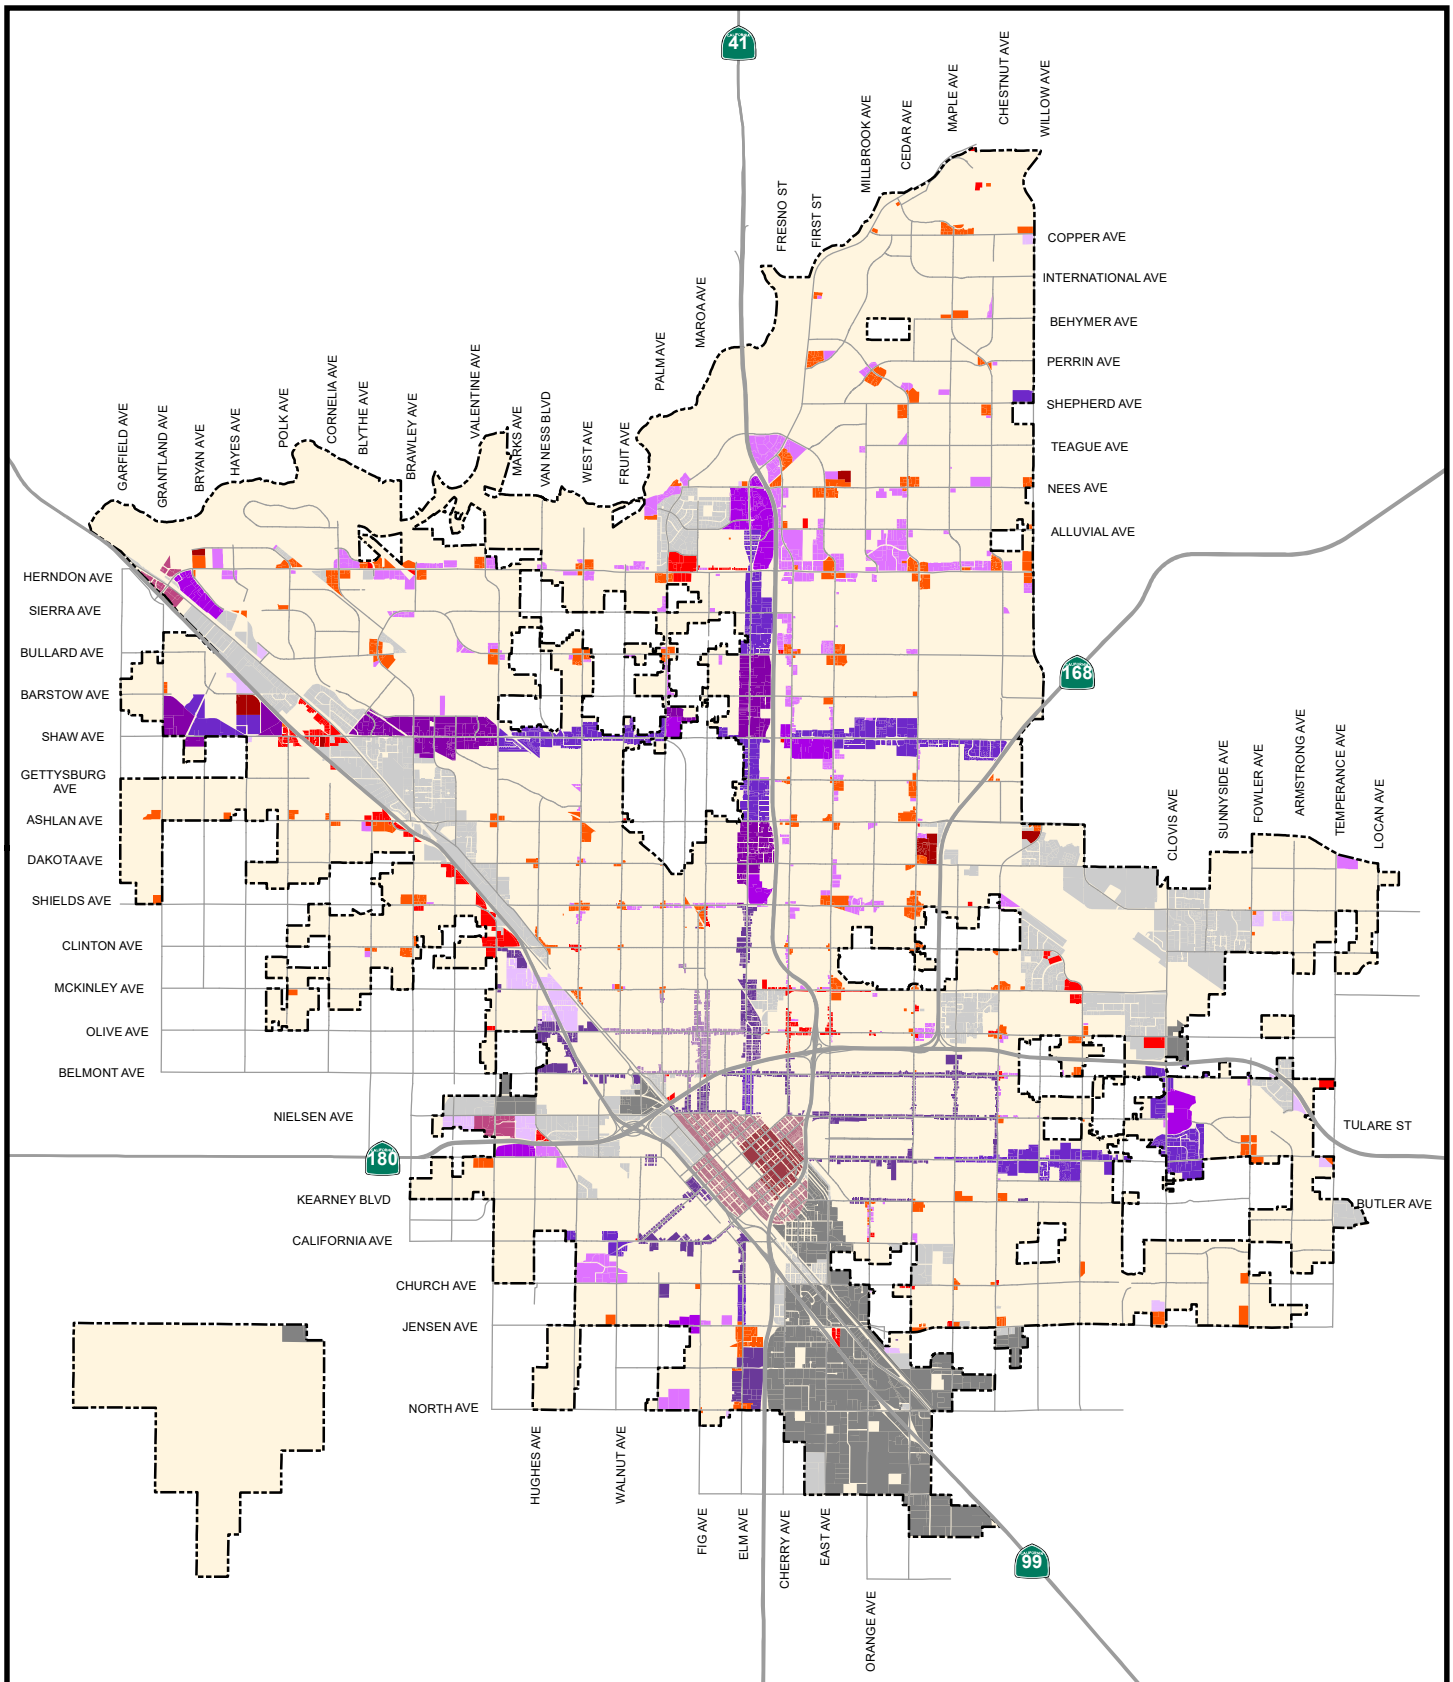 CALIFORNIA
41
FRESNO ST
FIRST ST
MILLBROOK AVE
CEDAR AVE
MAPLE AVE
CHESTNUT AVE
WILLOW AVE
COPPER AVE
INTERNATIONAL AVE
BEHYMER AVE
PERRIN AVE
SHEPHERD AVE
TEAGUE AVE
NEES AVE
ALLUVIAL AVE
GARFIELD AVE
GRANTLAND AVE
BRYAN AVE
HAYES AVE
POLK AVE
CORNELIA AVE
BLYTHE AVE
BRAWLEY AVE
VALENTINE AVE
MARKS AVE
VAN NESS BLVD
WEST AVE
FRUIT AVE
PALM AVE
MAROA AVE
HERNDON AVE
SIERRA AVE
BULLARD AVE
BARSTOW AVE
SHAW AVE
GETTYSBURG
AVE
ASHLAN AVE
DAKOTA AVE
SHIELDS AVE
CLINTON AVE
MCKINLEY AVE
OLIVE AVE
BELMONT AVE
NIELSEN AVE
CALIFORNIA
168
CLOVIS AVE
SUNNYSIDE AVE
FOWLER AVE
ARMSTRONG AVE
TEMPERANCE AVE
LOCAN AVE
TULARE ST
CALIFORNIA
180
KEARNEY BLVD
BUTLER AVE
CALIFORNIA AVE
CHURCH AVE
JENSEN AVE
NORTH AVE
HUGHES AVE
WALNUT AVE
FIG AVE
ELM AVE
CHERRY AVE
EAST AVE
ORANGE AVE
CALIFORNIA
99